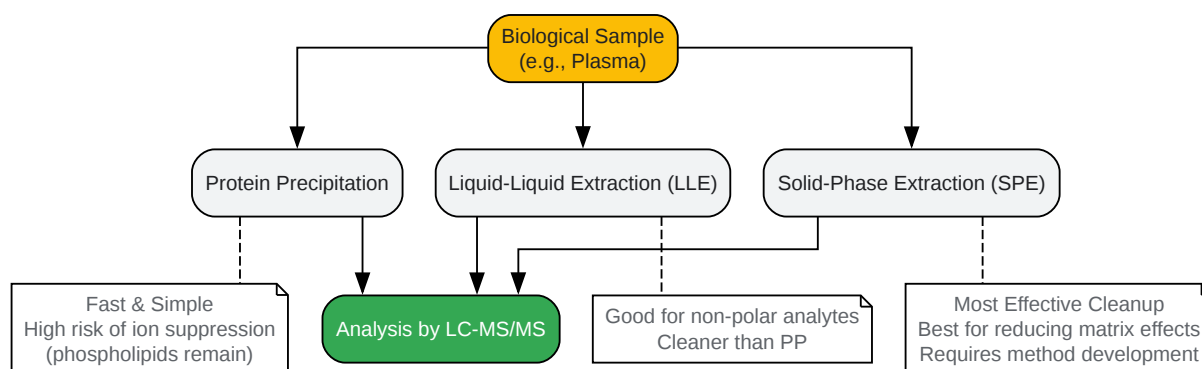 Biological Sample
(e.g., Plasma)
Protein Precipitation
Liquid-Liquid Extraction (LLE)
Solid-Phase Extraction (SPE)
Fast & Simple
High risk of ion suppression
(phospholipids remain)
Analysis by LC-MS/MS
Good for non-polar analytes
Cleaner than PP
Most Effective Cleanup
Best for reducing matrix effects
Requires method development